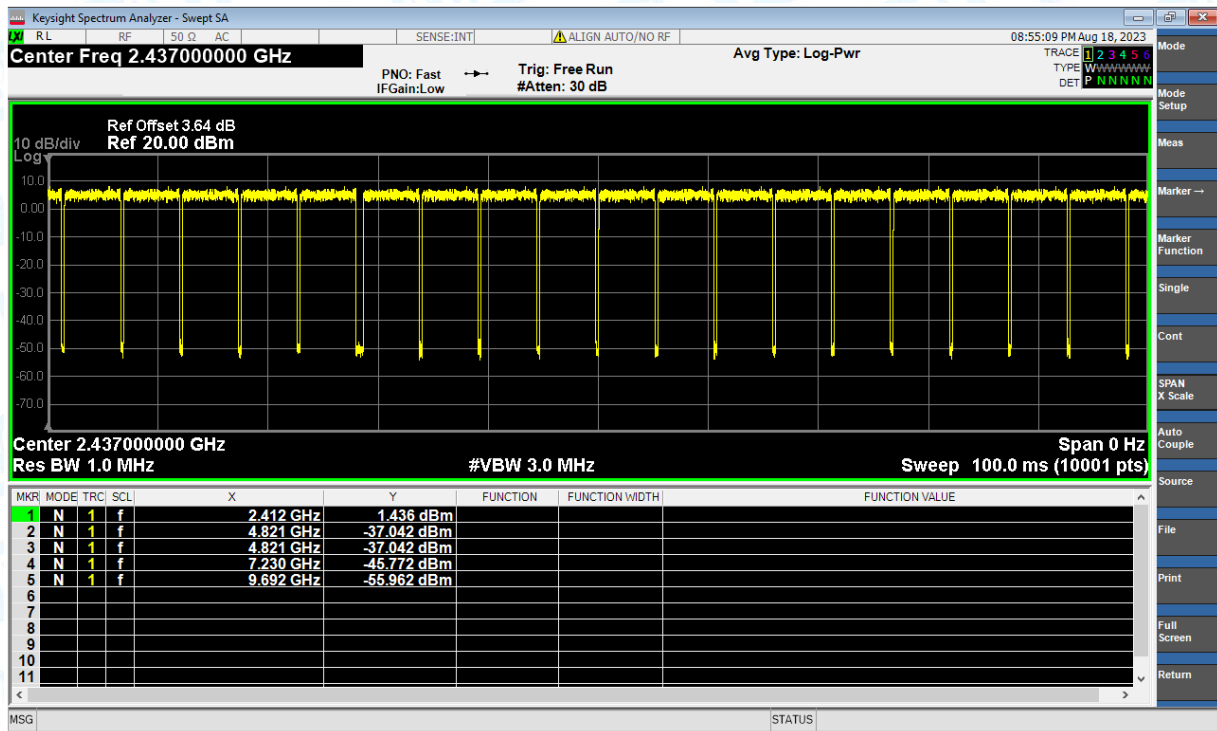 Keysight Spectrum Analyzer - Swept SA
LXI RL RF 50 Ω AC SENSE:INT ALIGN AUTO/NO RF 08:55:09 PM Aug 18, 2023
Center Freq 2.437000000 GHz
Avg Type: Log-Pwr
TRACE 1 2 3 4 5 6
TYPE WWWWWW
DET P N N N N N
PNO: Fast
IFGain:Low
Trig: Free Run
#Atten: 30 dB
Ref Offset 3.64 dB
10 dB/div Ref 20.00 dBm
Log
10.0
0.00
-10.0
-20.0
-30.0
-40.0
-50.0
-60.0
-70.0
Center 2.437000000 GHz Span 0 Hz
Res BW 1.0 MHz #VBW 3.0 MHz Sweep 100.0 ms (10001 pts)
MKR MODE TRC SCL X Y FUNCTION FUNCTION WIDTH FUNCTION VALUE
1 N 1 f 2.412 GHz 1.436 dBm
2 N 1 f 4.821 GHz -37.042 dBm
3 N 1 f 4.821 GHz -37.042 dBm
4 N 1 f 7.230 GHz -45.772 dBm
5 N 1 f 9.692 GHz -55.962 dBm
6
7
8
9
10
11
MSG STATUS
Mode
Mode
Setup
Meas
Marker→
Marker
Function
Single
Cont
SPAN
X Scale
Auto
Couple
Source
File
Print
Full
Screen
Return